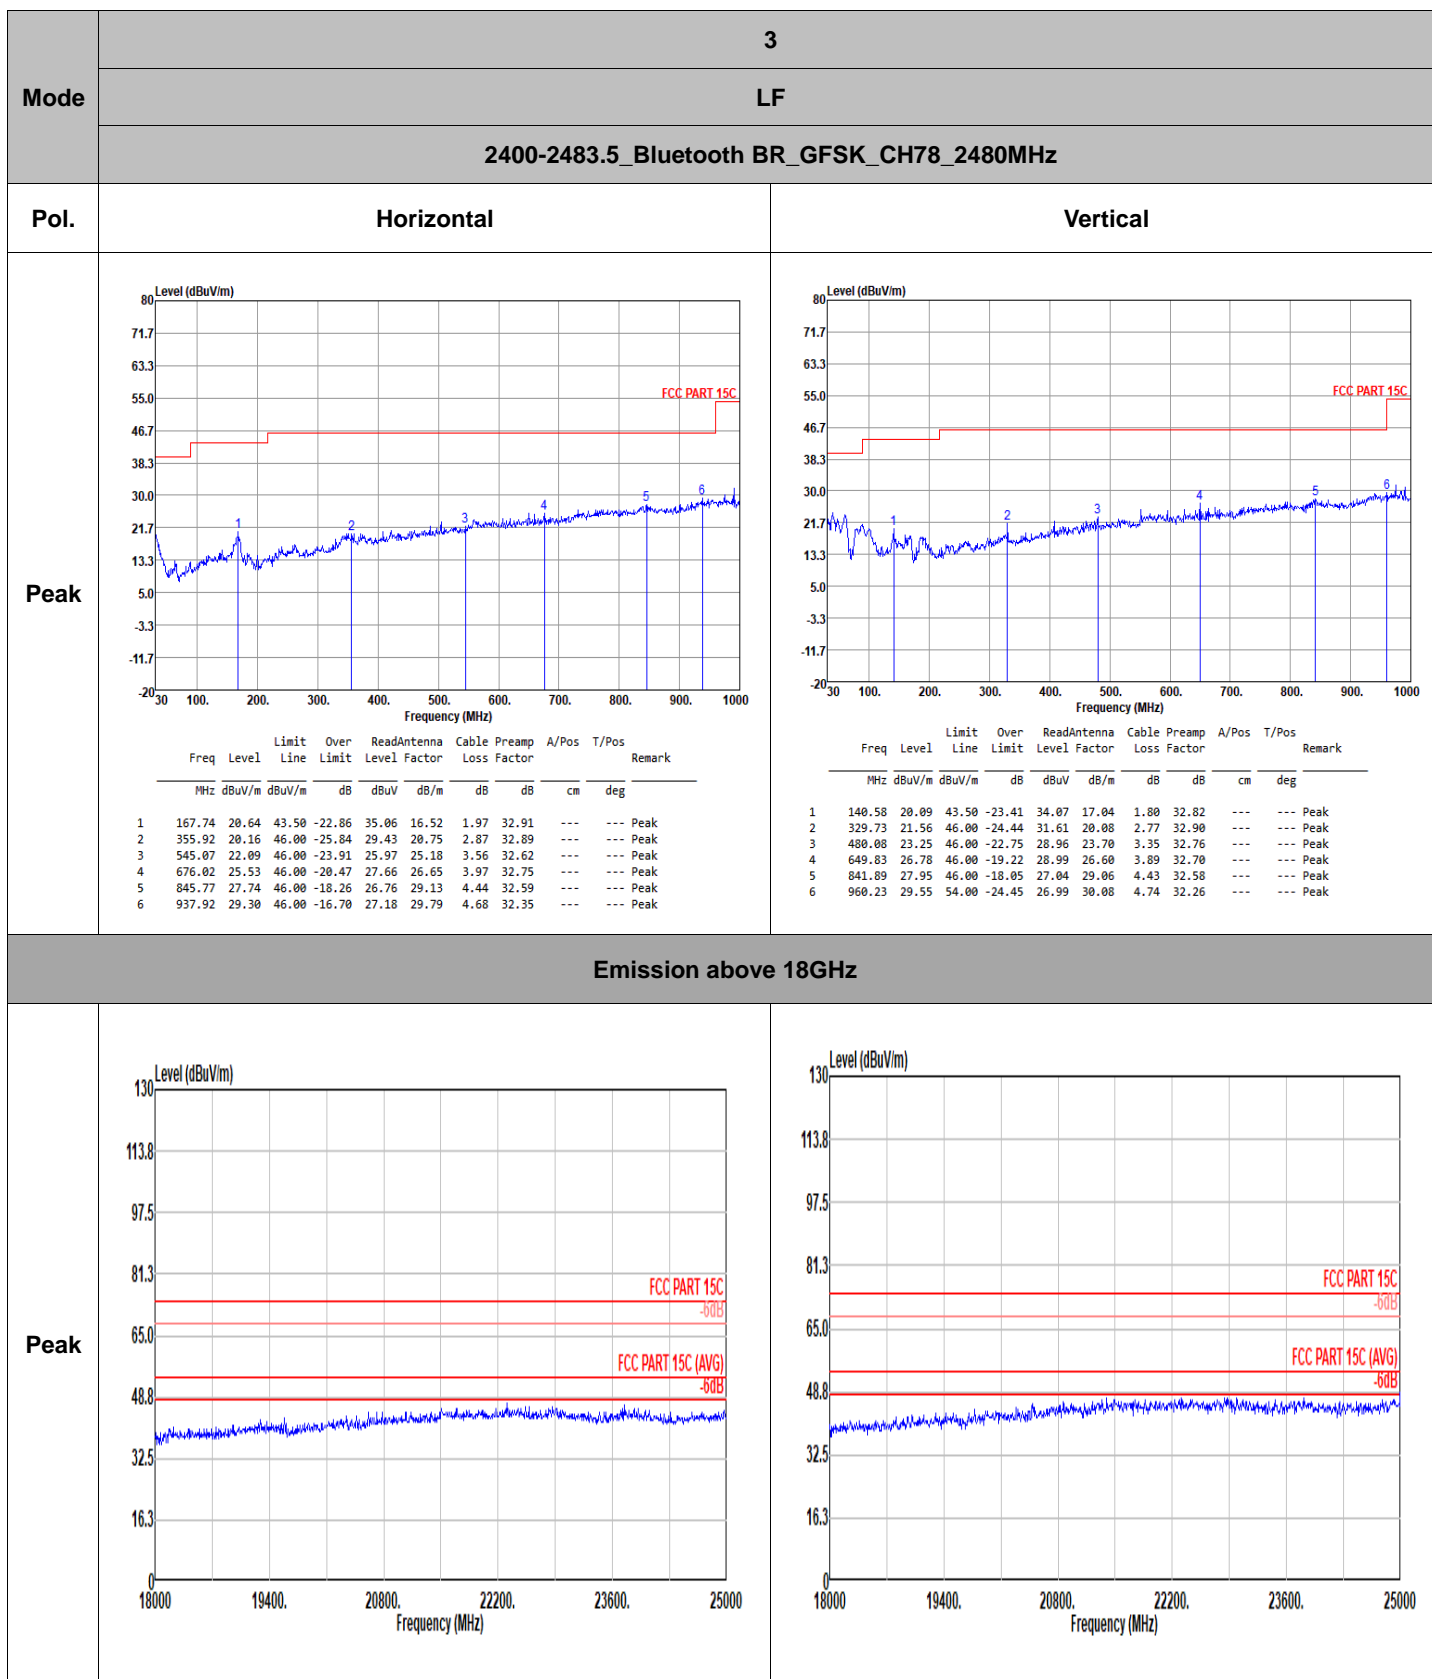 Mode
3
LF
2400-2483.5_Bluetooth BR_GFSK_CH78_2480MHz
Pol.
Horizontal
Vertical
Peak
Level (dBuV/m)
80
71.7
63.3
55.0
46.7
38.3
30.0
21.7
13.3
5.0
-3.3
-11.7
-20
FCC PART 15C
1
2
3
4
5
6
30 100. 200. 300. 400. 500. 600. 700. 800. 900. 1000
Frequency (MHz)
Limit Over ReadAntenna Cable Preamp A/Pos T/Pos
Freq Level Line Limit Level Factor Loss Factor Remark
MHz dBuV/m dBuV/m dB dBuV dB/m dB dB cm deg
1 167.74 20.64 43.50 -22.86 35.06 16.52 1.97 32.91 --- --- Peak
2 355.92 20.16 46.00 -25.84 29.43 20.75 2.87 32.89 --- --- Peak
3 545.07 22.09 46.00 -23.91 25.97 25.18 3.56 32.62 --- --- Peak
4 676.02 25.53 46.00 -20.47 27.66 26.65 3.97 32.75 --- --- Peak
5 845.77 27.74 46.00 -18.26 26.76 29.13 4.44 32.59 --- --- Peak
6 937.92 29.30 46.00 -16.70 27.18 29.79 4.68 32.35 --- --- Peak
Level (dBuV/m)
80
71.7
63.3
55.0
46.7
38.3
30.0
21.7
13.3
5.0
-3.3
-11.7
-20
FCC PART 15C
1
2
3
4
5
6
30 100. 200. 300. 400. 500. 600. 700. 800. 900. 1000
Frequency (MHz)
Limit Over ReadAntenna Cable Preamp A/Pos T/Pos
Freq Level Line Limit Level Factor Loss Factor Remark
MHz dBuV/m dBuV/m dB dBuV dB/m dB dB cm deg
1 140.58 20.09 43.50 -23.41 34.07 17.04 1.80 32.82 --- --- Peak
2 329.73 21.56 46.00 -24.44 31.61 20.08 2.77 32.90 --- --- Peak
3 480.08 23.25 46.00 -22.75 28.96 23.70 3.35 32.76 --- --- Peak
4 649.83 26.78 46.00 -19.22 28.99 26.60 3.89 32.70 --- --- Peak
5 841.89 27.95 46.00 -18.05 27.04 29.06 4.43 32.58 --- --- Peak
6 960.23 29.55 54.00 -24.45 26.99 30.08 4.74 32.26 --- --- Peak
Emission above 18GHz
Peak
Level (dBuV/m)
130
113.8
97.5
81.3
65.0
48.8
32.5
16.3
0
FCC PART 15C
-6dB
FCC PART 15C (AVG)
-6dB
18000 19400. 20800. 22200. 23600. 25000
Frequency (MHz)
Level (dBuV/m)
130
113.8
97.5
81.3
65.0
48.8
32.5
16.3
0
FCC PART 15C
-6dB
FCC PART 15C (AVG)
-6dB
18000 19400. 20800. 22200. 23600. 25000
Frequency (MHz)